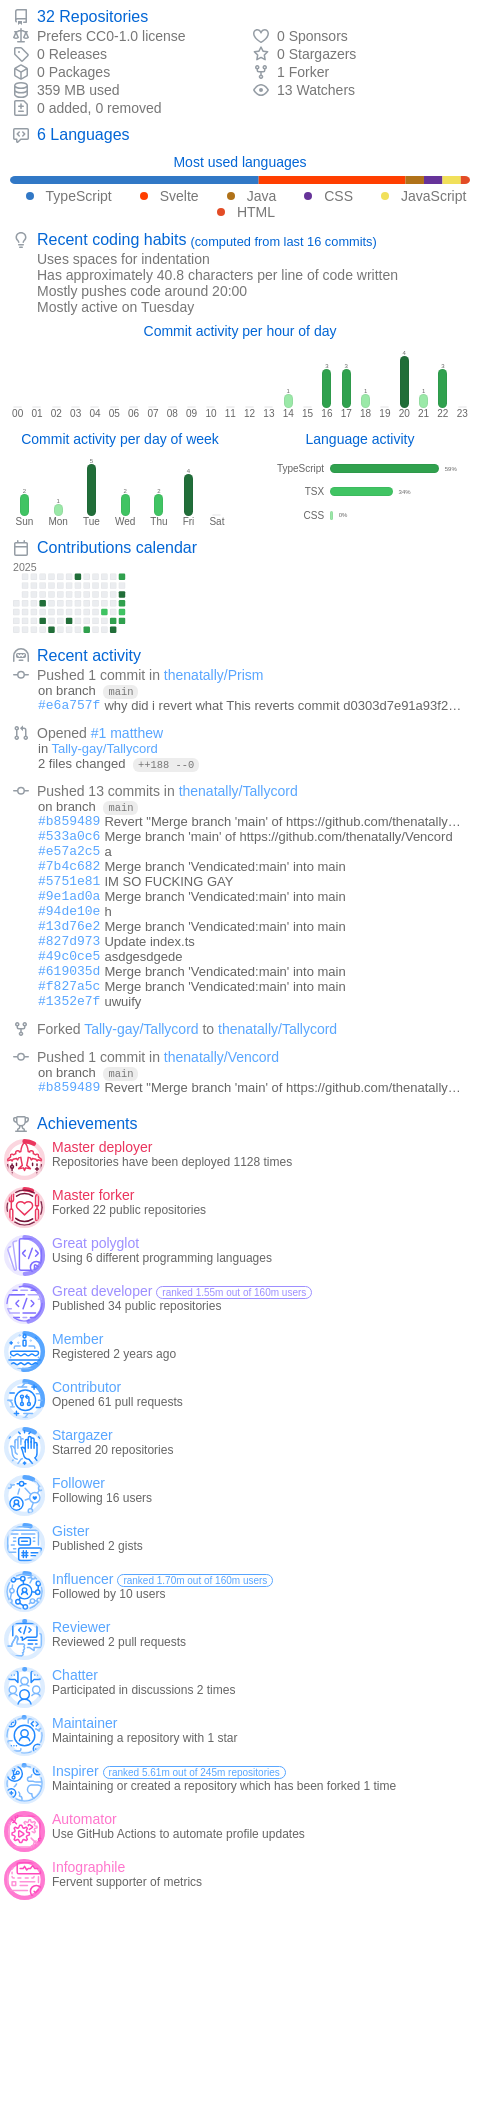 32 Repositories
Prefers CC0-1.0 license
0 Sponsors
0 Releases
0 Stargazers
0 Packages
1 Forker
359 MB used
13 Watchers
0 added, 0 removed
6 Languages
Most used languages
TypeScript Svelte Java CSS JavaScript
HTML
Recent coding habits (computed from last 16 commits)
Uses spaces for indentation
Has approximately 40.8 characters per line of code written
Mostly pushes code around 20:00
Mostly active on Tuesday
Commit activity per hour of day
1 3 3 1 4 1 3
00 01 02 03 04 05 06 07 08 09 10 11 12 13 14 15 16 17 18 19 20 21 22 23
Commit activity per day of week
2 1 5 2 2 4
Sun Mon Tue Wed Thu Fri Sat
Language activity
TypeScript 59%
TSX 34%
CSS 0%
Contributions calendar
2025
Recent activity
Pushed 1 commit in thenatally/Prism
on branch main
#e6a757f why did i revert what This reverts commit d0303d7e91a93f2…
Opened #1 matthew
in Tally-gay/Tallycord
2 files changed ++188 --0
Pushed 13 commits in thenatally/Tallycord
on branch main
#b859489 Revert "Merge branch 'main' of https://github.com/thenatally…
#533a0c6 Merge branch 'main' of https://github.com/thenatally/Vencord
#e57a2c5 a
#7b4c682 Merge branch 'Vendicated:main' into main
#5751e81 IM SO FUCKING GAY
#9e1ad0a Merge branch 'Vendicated:main' into main
#94de10e h
#13d76e2 Merge branch 'Vendicated:main' into main
#827d973 Update index.ts
#49c0ce5 asdgesdgede
#619035d Merge branch 'Vendicated:main' into main
#f827a5c Merge branch 'Vendicated:main' into main
#1352e7f uwuify
Forked Tally-gay/Tallycord to thenatally/Tallycord
Pushed 1 commit in thenatally/Vencord
on branch main
#b859489 Revert "Merge branch 'main' of https://github.com/thenatally…
Achievements
Master deployer
Repositories have been deployed 1128 times
Master forker
Forked 22 public repositories
Great polyglot
Using 6 different programming languages
Great developer ranked 1.55m out of 160m users
Published 34 public repositories
Member
Registered 2 years ago
Contributor
Opened 61 pull requests
Stargazer
Starred 20 repositories
Follower
Following 16 users
Gister
Published 2 gists
Influencer ranked 1.70m out of 160m users
Followed by 10 users
Reviewer
Reviewed 2 pull requests
Chatter
Participated in discussions 2 times
Maintainer
Maintaining a repository with 1 star
Inspirer ranked 5.61m out of 245m repositories
Maintaining or created a repository which has been forked 1 time
Automator
Use GitHub Actions to automate profile updates
Infographile
Fervent supporter of metrics